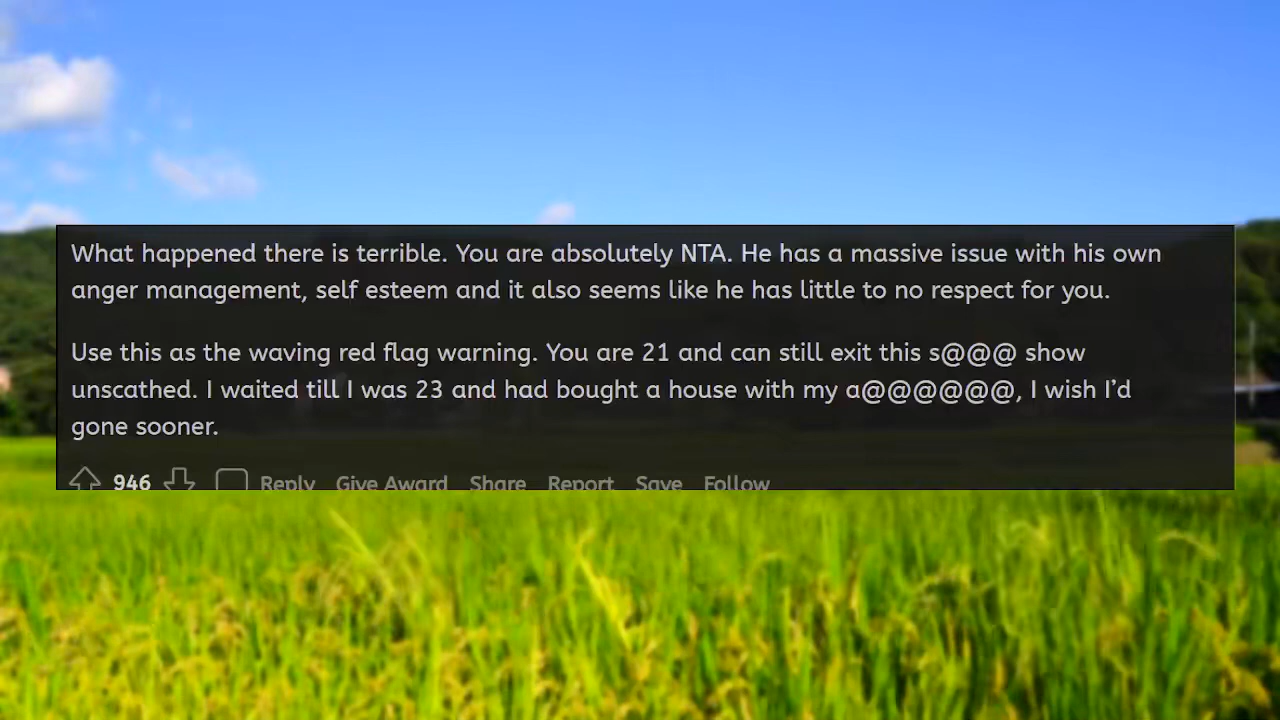 What happened there is terrible. You are absolutely NTA. He has a massive issue with his own
anger management, self esteem and it also seems like he has little to no respect for you.
Use this as the waving red flag warning. You are 21 and can still exit this s@@@ show
unscathed. I waited till I was 23 and had bought a house with my a@@@@@@, I wish I’d
gone sooner.
946 Reply Give Award Share Report Save Follow